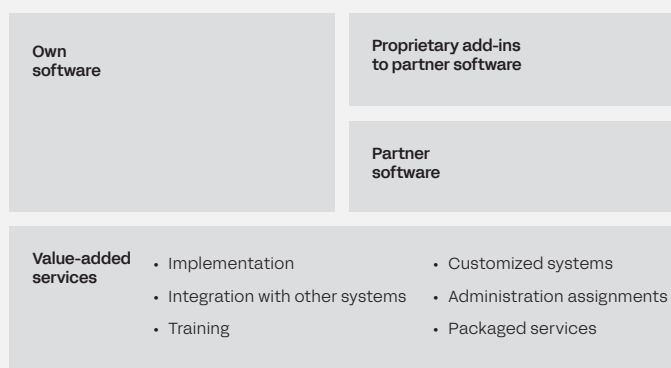 Own
software
Proprietary add-ins
to partner software
Partner
software
Value-added
services
• Implementation
• Integration with other systems
• Training
• Customized systems
• Administration assignments
• Packaged services